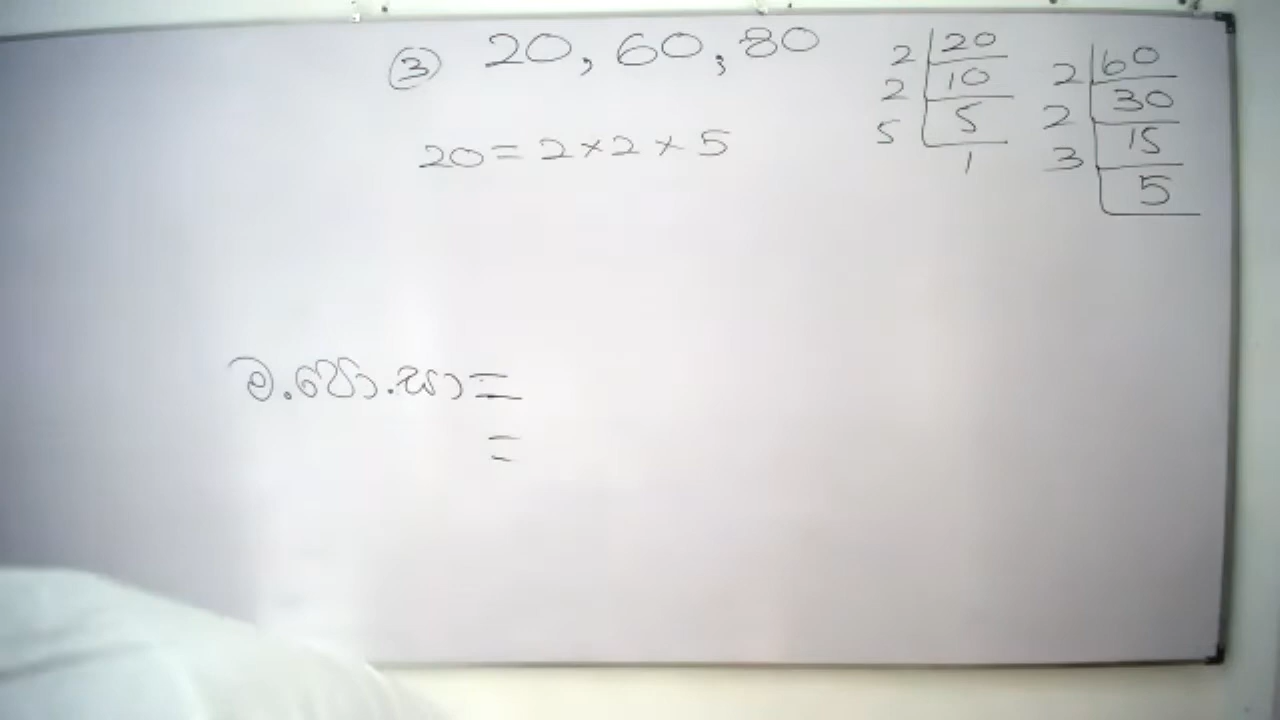 ③ 20, 60, 80
20 = 2 × 2 × 5
2 | 20
2 | 10
5 | 5
1
2 | 60
2 | 30
3 | 15
5
ම.පො.සා =
=